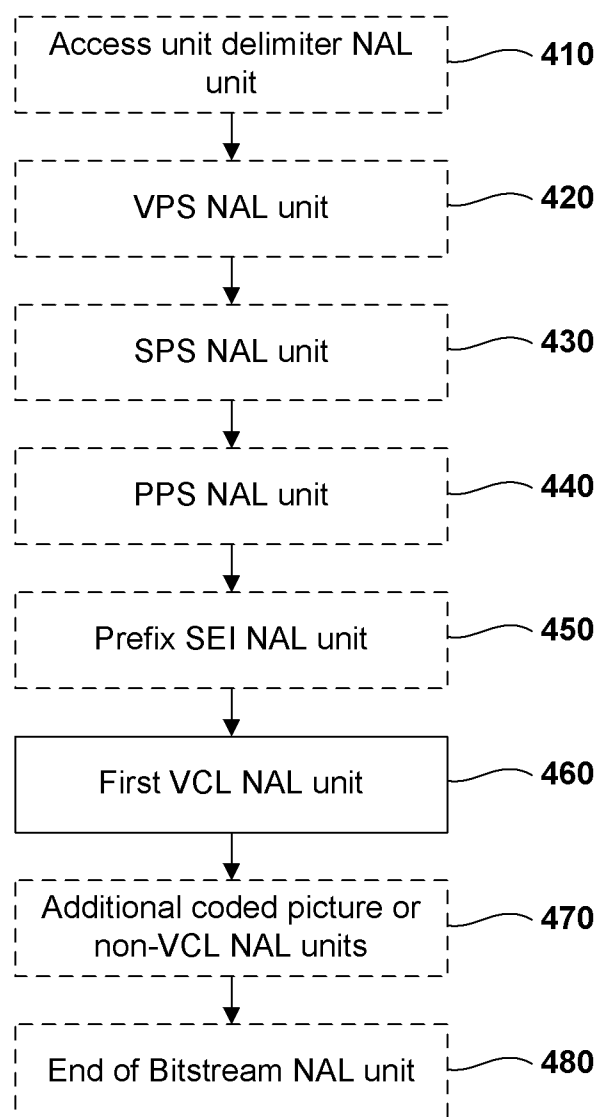 Access unit delimiter NAL
unit
410
VPS NAL unit
420
SPS NAL unit
430
PPS NAL unit
440
Prefix SEI NAL unit
450
First VCL NAL unit
460
Additional coded picture or
non-VCL NAL units
470
End of Bitstream NAL unit
480